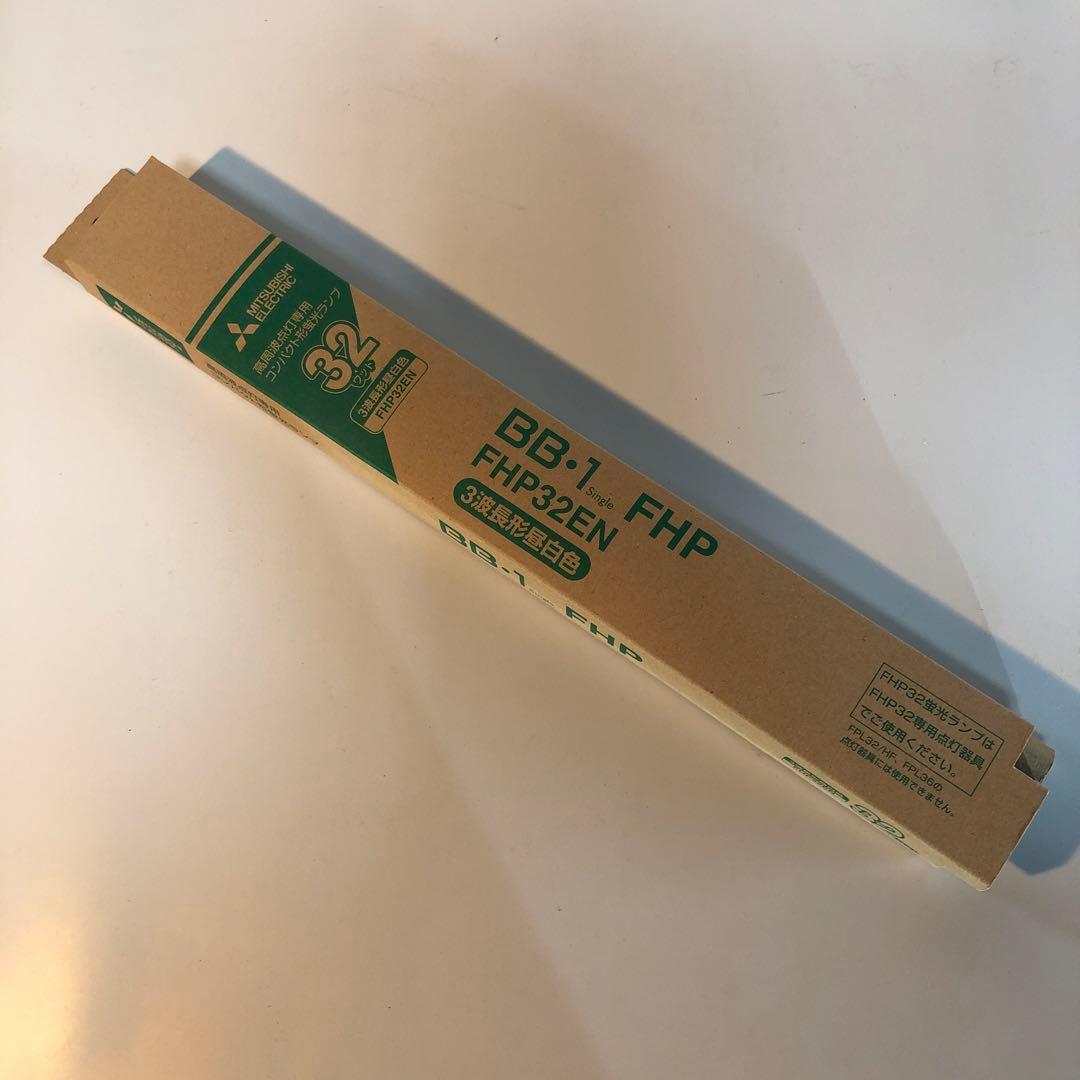 MITSUBISHI
ELECTRIC
高周波点灯専用
コンパクト形蛍光ランプ
32
ワット
3波長形昼白色
FHP32EN
BB・1 Single FHP
FHP32EN
3波長形昼白色
BB・1 Single FHP
FHP32蛍光ランプは
FHP32専用点灯器具
でご使用ください。
FPL32/HF、FPL36の
点灯器具には使用できません。